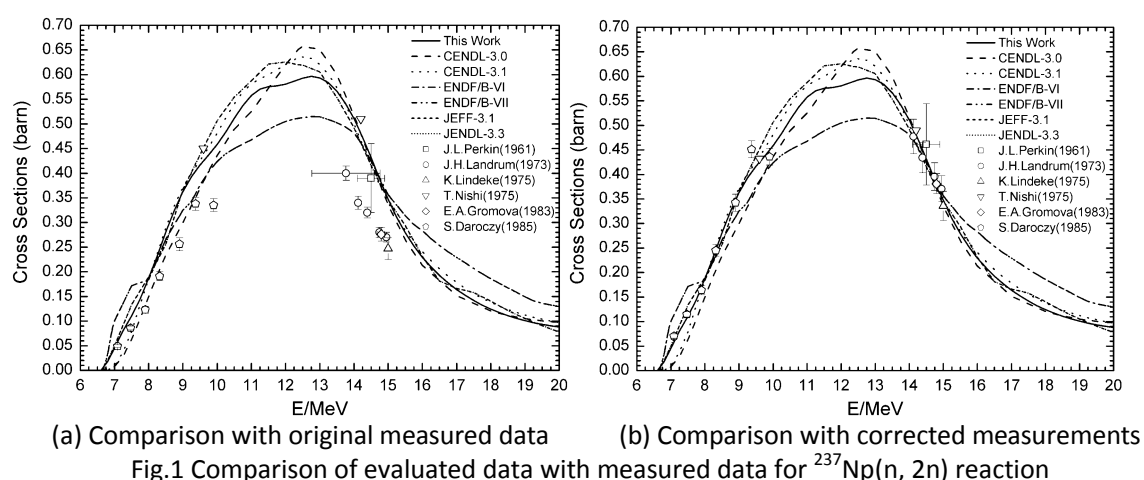 0.70
0.65
0.60
0.55
0.50
0.45
0.40
0.35
0.30
0.25
0.20
0.15
0.10
0.05
0.00
Cross Sections (barn)
5 6 7 8 9 10 11 12 13 14 15 16 17 18 19 20
E/MeV
This Work
CENDL-3.0
CENDL-3.1
ENDF/B-VI
ENDF/B-VII
JEFF-3.1
JENDL-3.3
J.L.Perkin(1961)
J.H.Landrum(1973)
K.Lindeke(1975)
T.Nishi(1975)
E.A.Gromova(1983)
S.Daroczy(1985)
(a) Comparison with original measured data
0.70
0.65
0.60
0.55
0.50
0.45
0.40
0.35
0.30
0.25
0.20
0.15
0.10
0.05
0.00
Cross Sections (barn)
5 6 7 8 9 10 11 12 13 14 15 16 17 18 19 20
E/MeV
This Work
CENDL-3.0
CENDL-3.1
ENDF/B-VI
ENDF/B-VII
JEFF-3.1
JENDL-3.3
J.L.Perkin(1961)
J.H.Landrum(1973)
K.Lindeke(1975)
T.Nishi(1975)
E.A.Gromova(1983)
S.Daroczy(1985)
(b) Comparison with corrected measurements
Fig.1 Comparison of evaluated data with measured data for ²³⁷Np(n, 2n) reaction